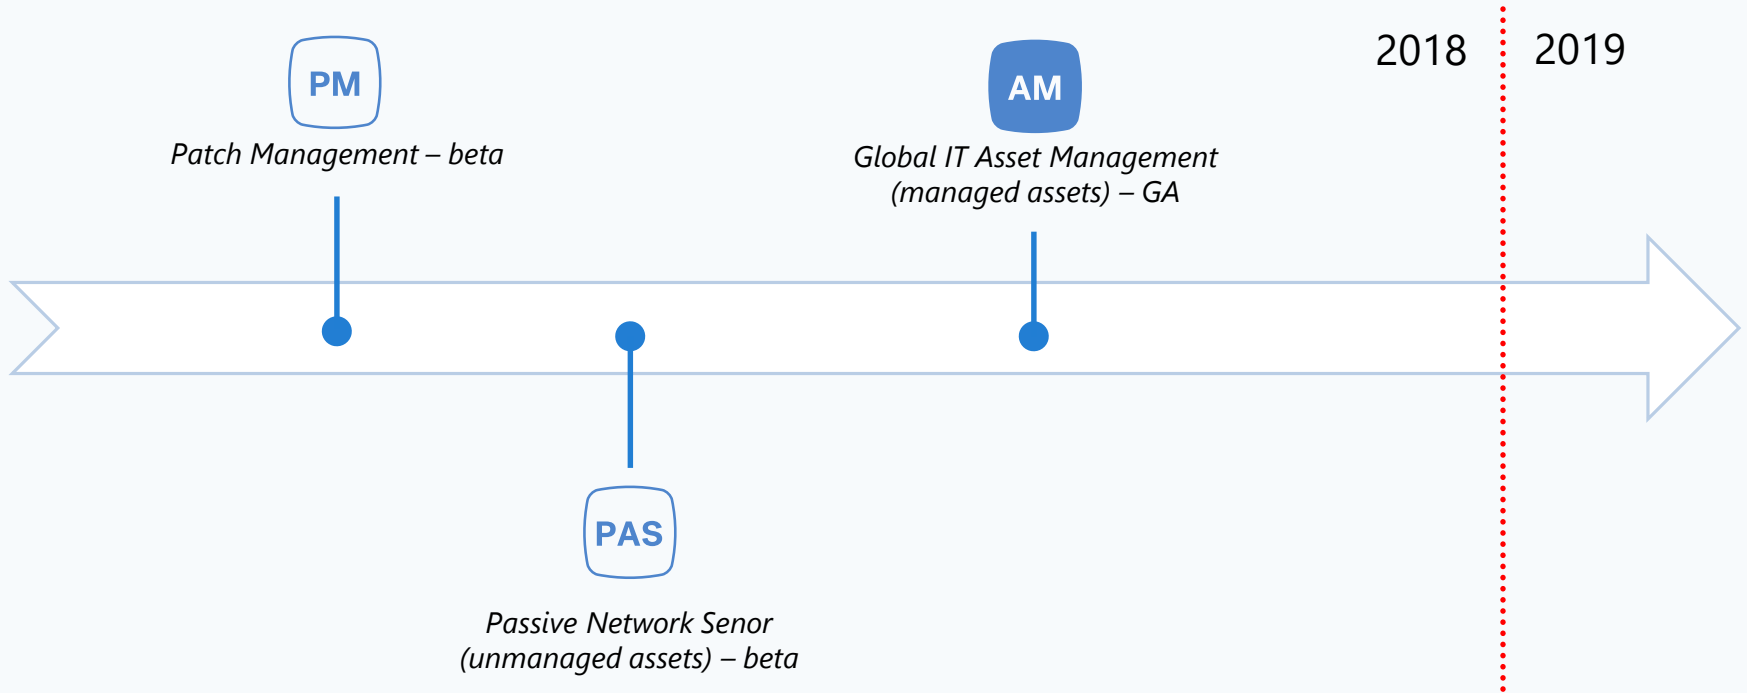 PM
Patch Management – beta
AM
Global IT Asset Management
(managed assets) – GA
2018
2019
PAS
Passive Network Senor
(unmanaged assets) – beta